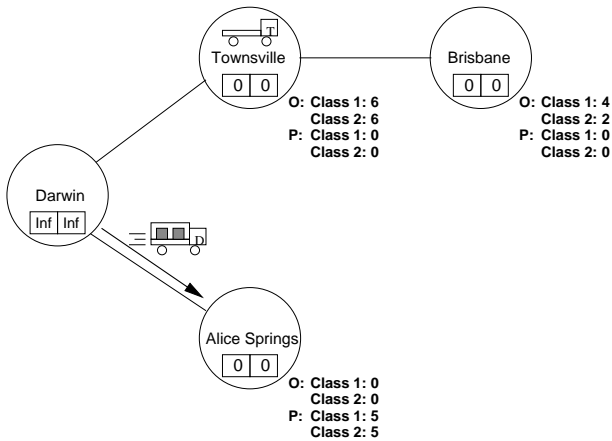 T
Townsville
0 0
O: Class 1: 6
Class 2: 6
P: Class 1: 0
Class 2: 0
Brisbane
0 0
O: Class 1: 4
Class 2: 2
P: Class 1: 0
Class 2: 0
Darwin
Inf Inf
D
Alice Springs
0 0
O: Class 1: 0
Class 2: 0
P: Class 1: 5
Class 2: 5